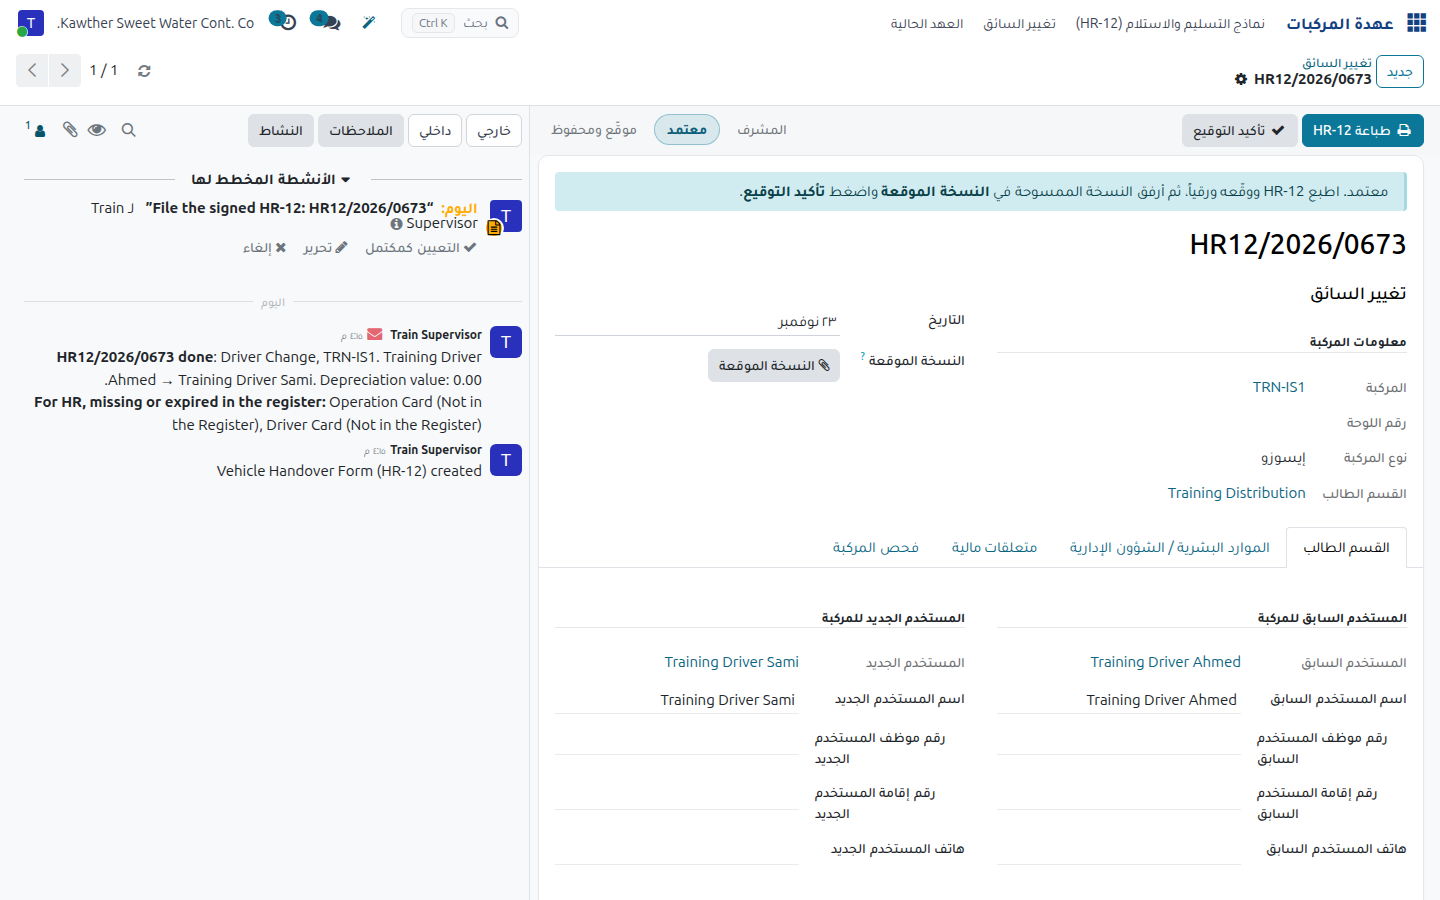 عهدة المركبات
نماذج التسليم والاستلام (HR-12)
تغيير السائق
العهد الحالية
بحث
Ctrl K
4
3
Kawther Sweet Water Cont. Co.
T
جديد
تغيير السائق
HR12/2026/0673
1 / 1
طباعة HR-12
تأكيد التوقيع
المشرف
معتمد
موقّع ومحفوظ
معتمد. اطبع HR-12 ووقّعه ورقياً. ثم أرفق النسخة الممسوحة في النسخة الموقعة واضغط تأكيد التوقيع.
HR12/2026/0673
تغيير السائق
معلومات المركبة
المركبة
TRN-IS1
رقم اللوحة
نوع المركبة
إيسوزو
القسم الطالب
Training Distribution
التاريخ
٢٣ نوفمبر
النسخة الموقعة ?
النسخة الموقعة
القسم الطالب
الموارد البشرية / الشؤون الإدارية
متعلقات مالية
فحص المركبة
المستخدم السابق للمركبة
المستخدم السابق
Training Driver Ahmed
اسم المستخدم السابق
Training Driver Ahmed
رقم موظف المستخدم
السابق
رقم إقامة المستخدم
السابق
هاتف المستخدم السابق
المستخدم الجديد للمركبة
المستخدم الجديد
Training Driver Sami
اسم المستخدم الجديد
Training Driver Sami
رقم موظف المستخدم
الجديد
رقم إقامة المستخدم
الجديد
هاتف المستخدم الجديد
خارجي
داخلي
الملاحظات
النشاط
1
الأنشطة المخطط لها
T
اليوم: “File the signed HR-12: HR12/2026/0673” لـ Train
Supervisor
التعيين كمكتمل
تحرير
إلغاء
اليوم
T
Train Supervisor
٤:١٥ م
HR12/2026/0673 done: Driver Change, TRN-IS1. Training Driver
Ahmed → Training Driver Sami. Depreciation value: 0.00.
For HR, missing or expired in the register: Operation Card (Not in
the Register), Driver Card (Not in the Register)
T
Train Supervisor
٤:١٥ م
Vehicle Handover Form (HR-12) created